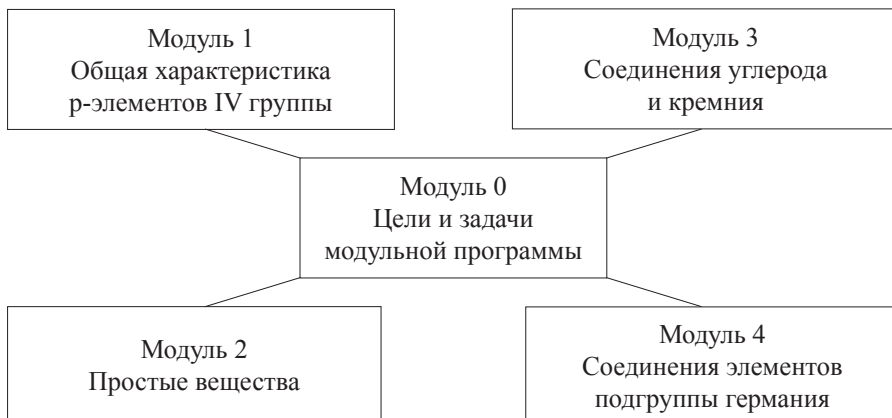 Модуль 1
Общая характеристика
р-элементов IV группы
Модуль 3
Соединения углерода
и кремния
Модуль 0
Цели и задачи
модульной программы
Модуль 2
Простые вещества
Модуль 4
Соединения элементов
подгруппы германия